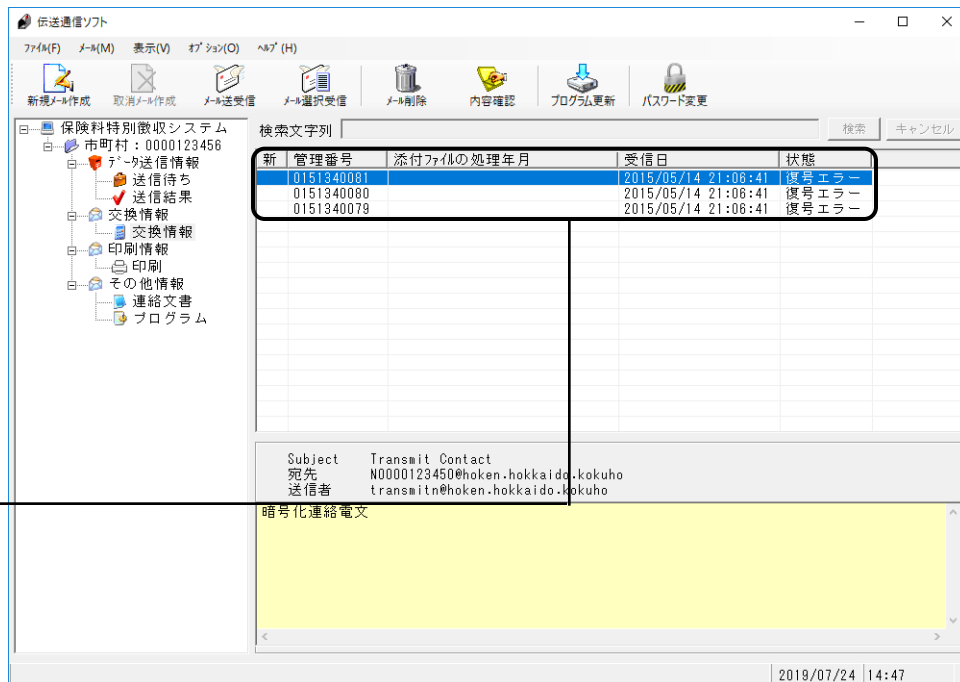 伝送通信ソフト
ﾌｧｲﾙ(F) ﾒｰﾙ(M) 表示(V) ｵﾌﾟｼｮﾝ(O) ﾍﾙﾌﾟ(H)
新規ﾒｰﾙ作成 取消ﾒｰﾙ作成 ﾒｰﾙ送受信 ﾒｰﾙ選択受信 ﾒｰﾙ削除 内容確認 ﾌﾟﾛｸﾞﾗﾑ更新 ﾊﾟｽﾜｰﾄﾞ変更
保険料特別徴収システム
市町村：0000123456
ﾃﾞｰﾀ送信情報
送信待ち
送信結果
交換情報
交換情報
印刷情報
印刷
その他情報
連絡文書
プログラム
検索文字列 検索 キャンセル
新 管理番号 添付ﾌｧｲﾙの処理年月 受信日 状態
0151340081 2015/05/14 21:06:41 復号エラー
0151340080 2015/05/14 21:06:41 復号エラー
0151340079 2015/05/14 21:06:41 復号エラー
Subject Transmit Contact
宛先 N0000123450@hoken.hokkaido.kokuho
送信者 transmitn@hoken.hokkaido.kokuho
暗号化連絡電文
2019/07/24 14:47